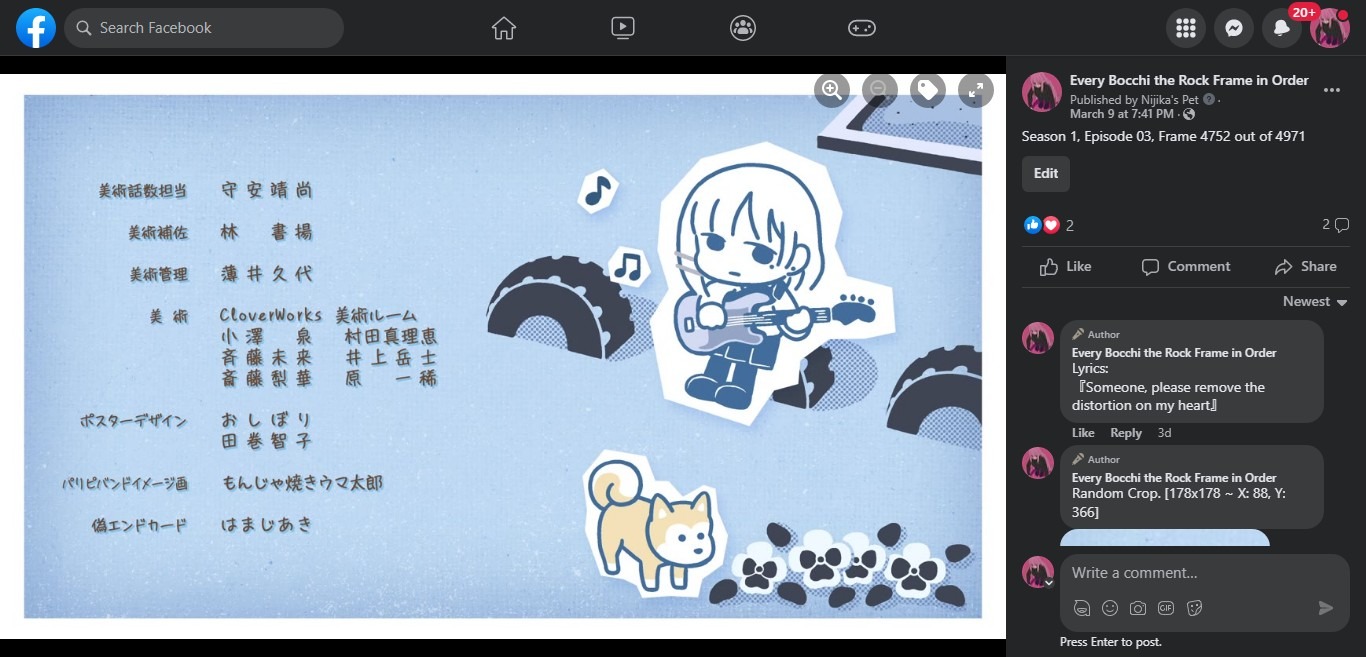 Search Facebook
20+
美術話数担当 守安靖尚
美術補佐 林 書揚
美術管理 薄井久代
美術 CloverWorks 美術ルーム
小澤 泉 村田真理恵
斉藤未来 井上岳士
斎藤梨華 原 一稀
ポスターデザイン おしぼり
田巻智子
パリピバンドイメージ画 もんじゃ焼きウマ太郎
偽エンドカード はまじあき
Every Bocchi the Rock Frame in Order
Published by Nijika's Pet ·
March 9 at 7:41 PM ·
Season 1, Episode 03, Frame 4752 out of 4971
Edit
2
2
Like Comment Share
Newest
Author
Every Bocchi the Rock Frame in Order
Lyrics:
『Someone, please remove the
distortion on my heart』
Like Reply 3d
Author
Every Bocchi the Rock Frame in Order
Random Crop. [178x178 ~ X: 88, Y:
366]
Write a comment...
GIF
Press Enter to post.